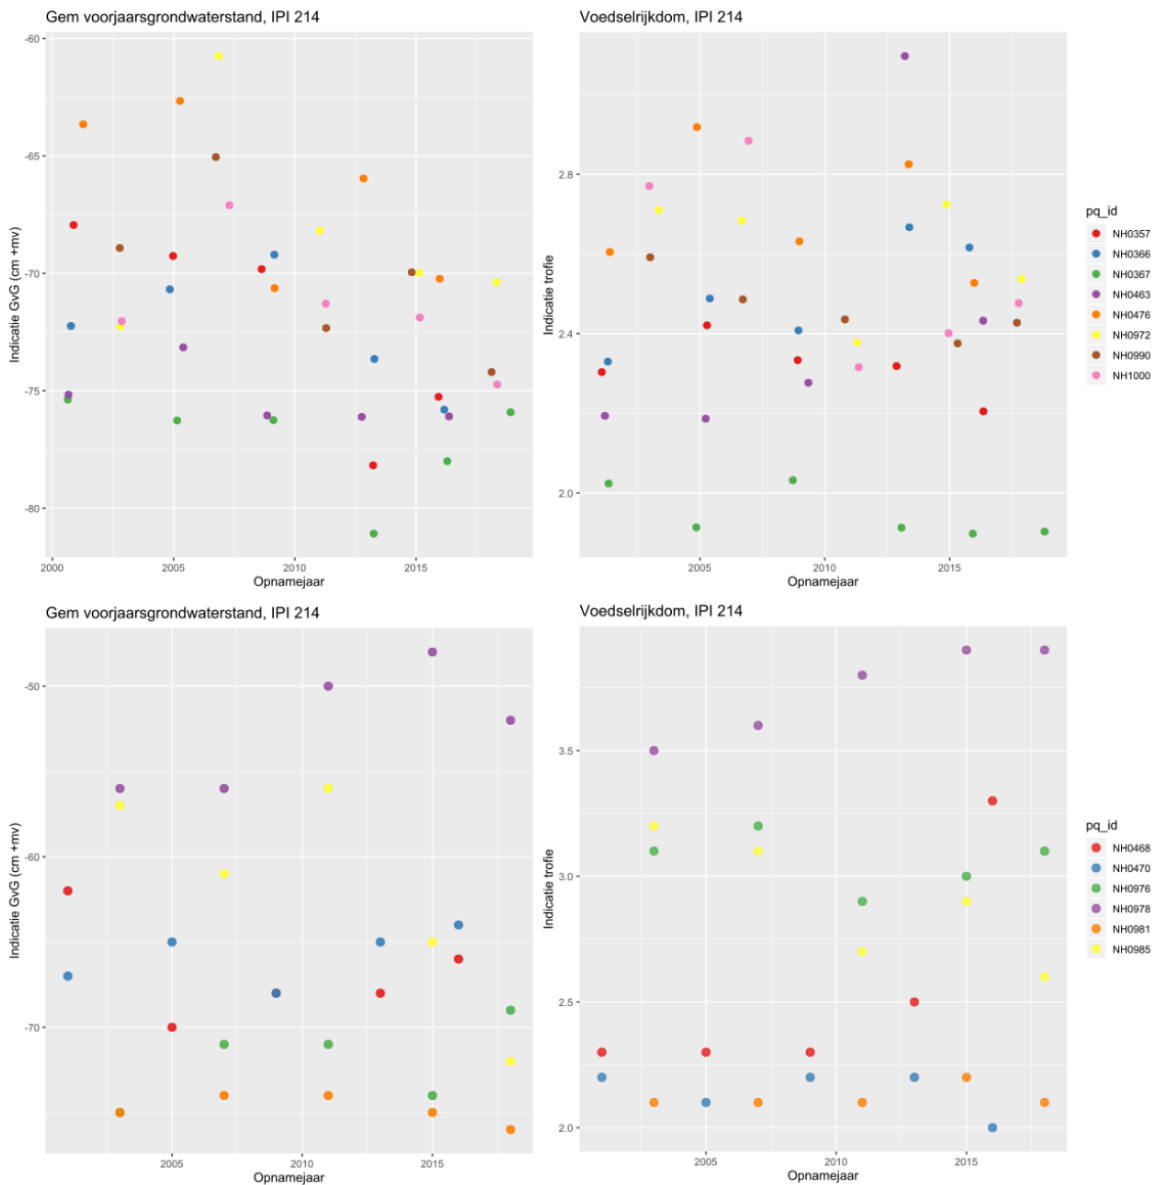 Gem voorjaarsgrondwaterstand, IPI 214
Indicatie GvG (cm +mv)
-60
-65
-70
-75
-80
2000
2005
2010
2015
Opnamejaar
Voedselrijkdom, IPI 214
Indicatie trofie
2.8
2.4
2.0
2005
2010
2015
Opnamejaar
pq_id
NH0357
NH0366
NH0367
NH0463
NH0476
NH0972
NH0990
NH1000
Gem voorjaarsgrondwaterstand, IPI 214
Indicatie GvG (cm +mv)
-50
-60
-70
2005
2010
2015
Opnamejaar
Voedselrijkdom, IPI 214
Indicatie trofie
3.5
3.0
2.5
2.0
2005
2010
2015
Opnamejaar
pq_id
NH0468
NH0470
NH0976
NH0978
NH0981
NH0985